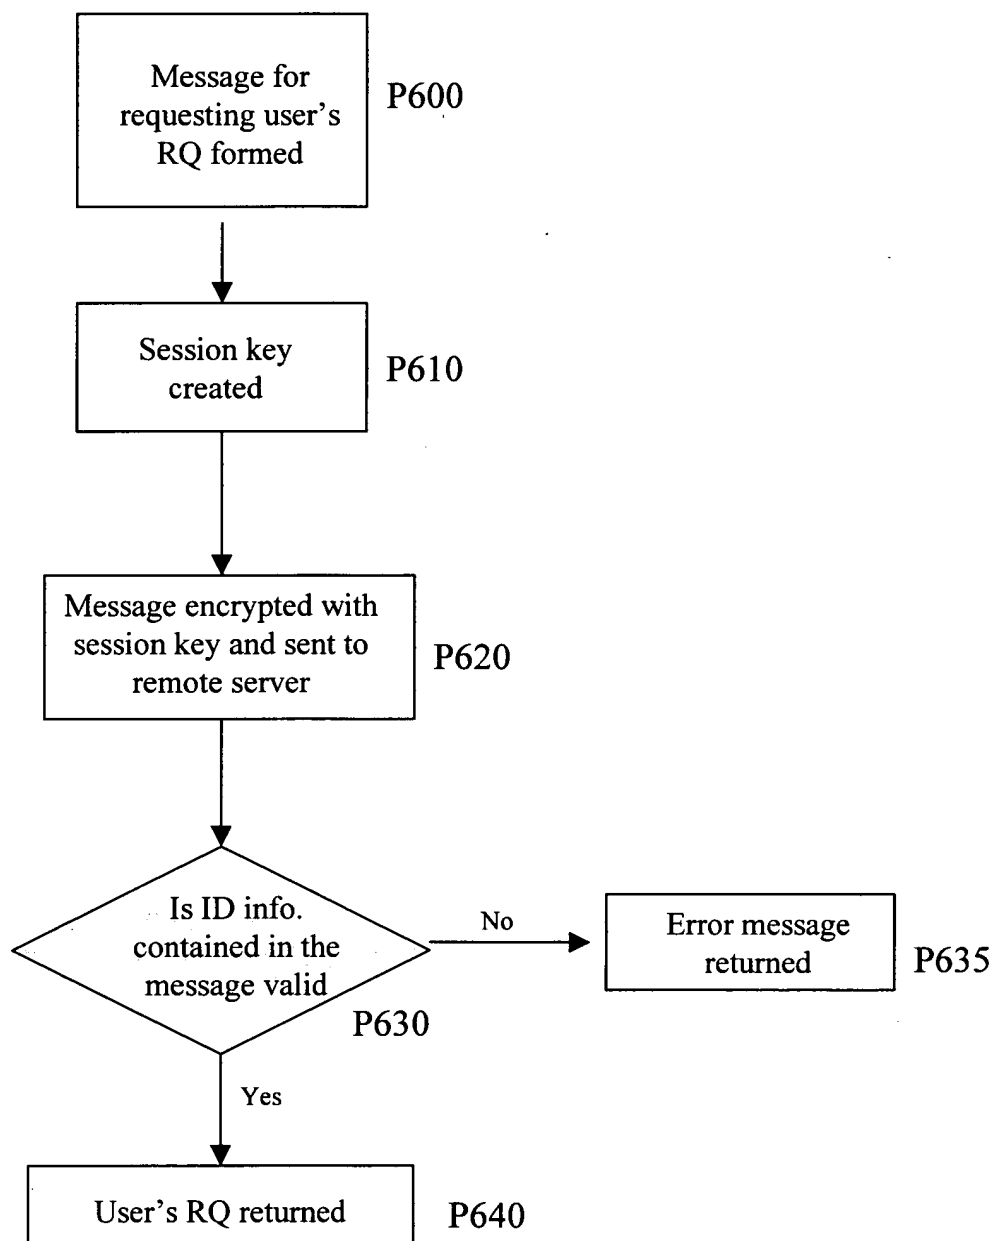 Message for
requesting user's
RQ formed
P600
Session key
created
P610
Message encrypted with
session key and sent to
remote server
P620
Is ID info.
contained in the
message valid
P630
No
Error message
returned
P635
Yes
User's RQ returned
P640